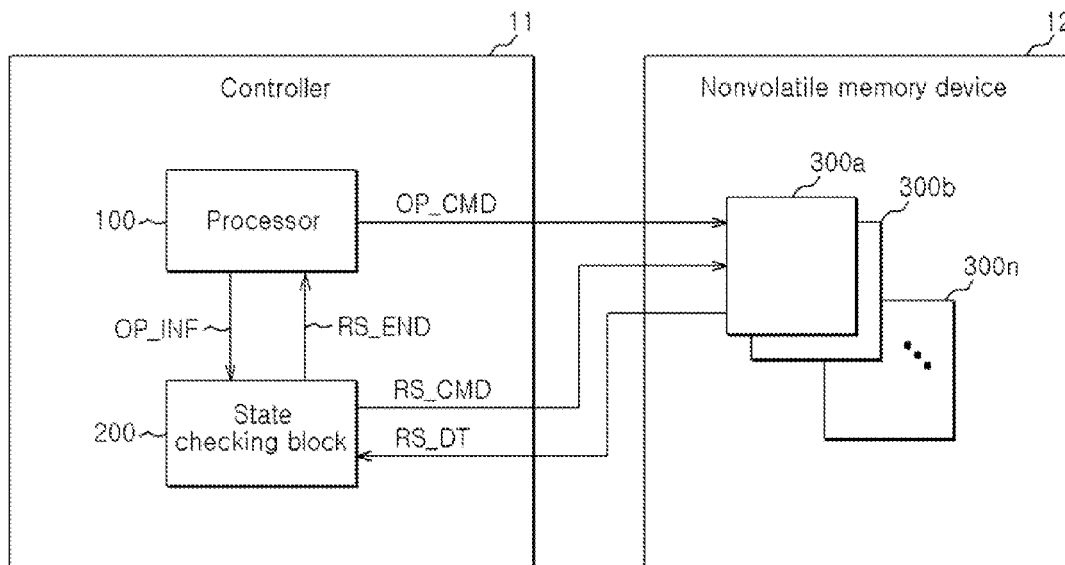 11
12
Controller
Nonvolatile memory device
300a
300b
300n
100
Processor
OP_CMD
OP_INF
RS_END
RS_CMD
RS_DT
200
State
checking block